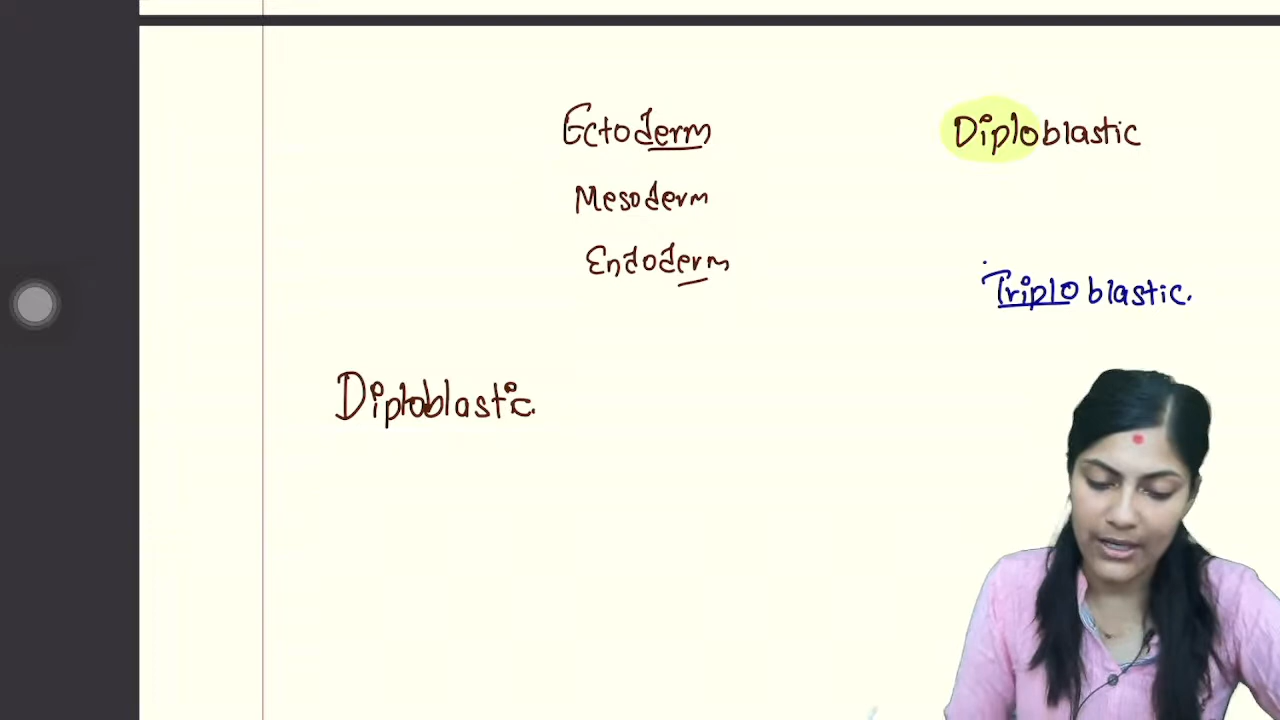 Ectoderm
Diploblastic
Mesoderm
Endoderm
Triploblastic.
Diploblastic.